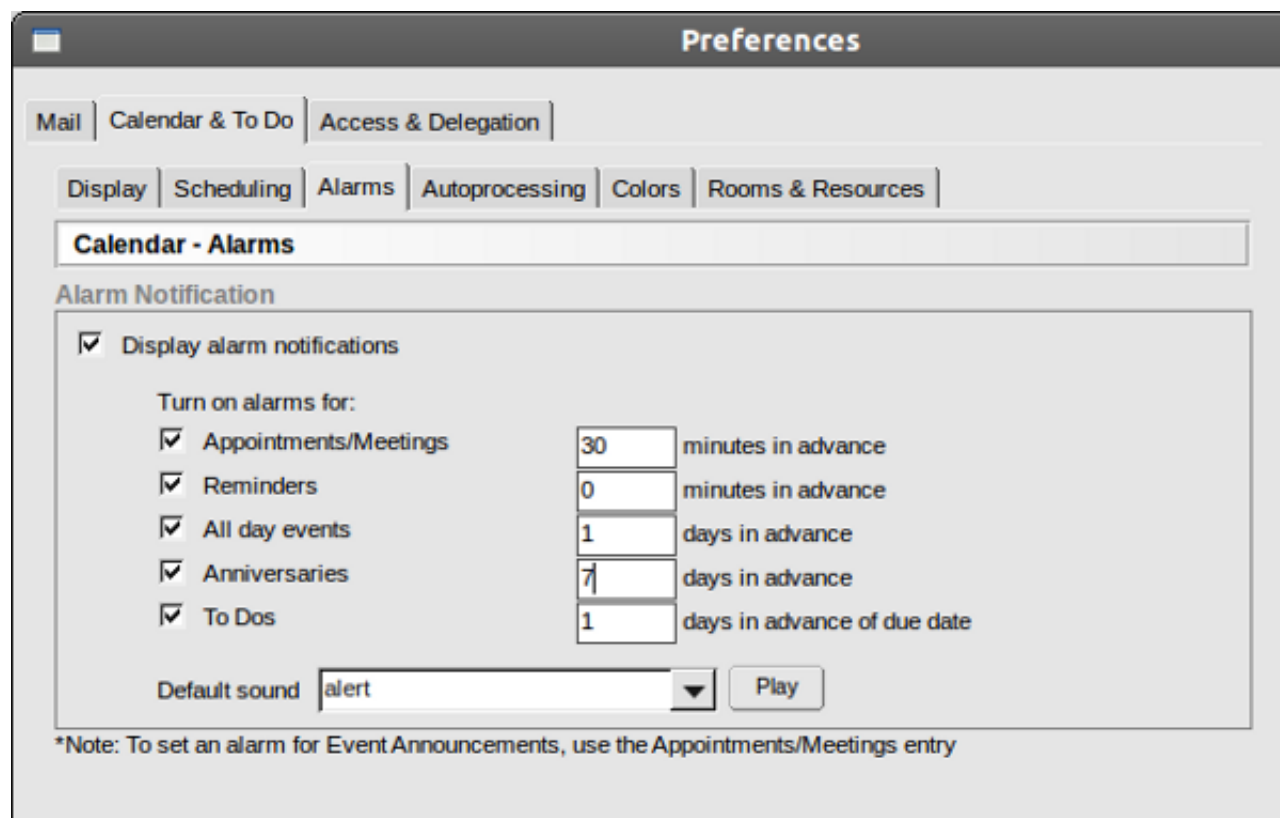 Preferences
Mail Calendar & To Do Access & Delegation
Display Scheduling Alarms Autoprocessing Colors Rooms & Resources
Calendar - Alarms
Alarm Notification
Display alarm notifications
Turn on alarms for:
Appointments/Meetings 30 minutes in advance
Reminders 0 minutes in advance
All day events 1 days in advance
Anniversaries 7 days in advance
To Dos 1 days in advance of due date
Default sound alert Play
*Note: To set an alarm for Event Announcements, use the Appointments/Meetings entry